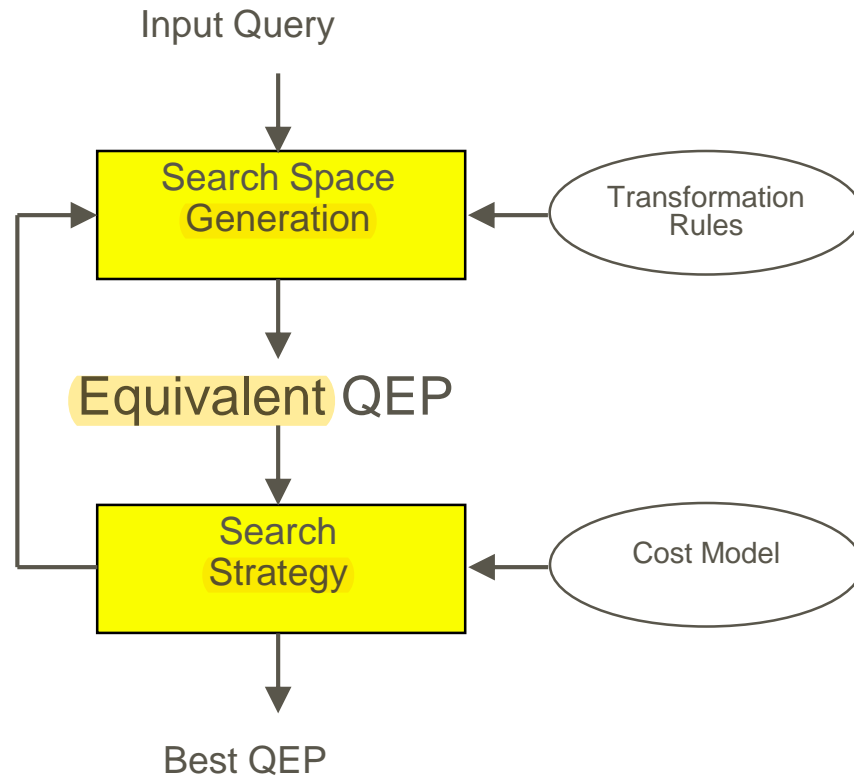 Input Query
Search Space
Generation
Transformation
Rules
Equivalent QEP
Search
Strategy
Cost Model
Best QEP